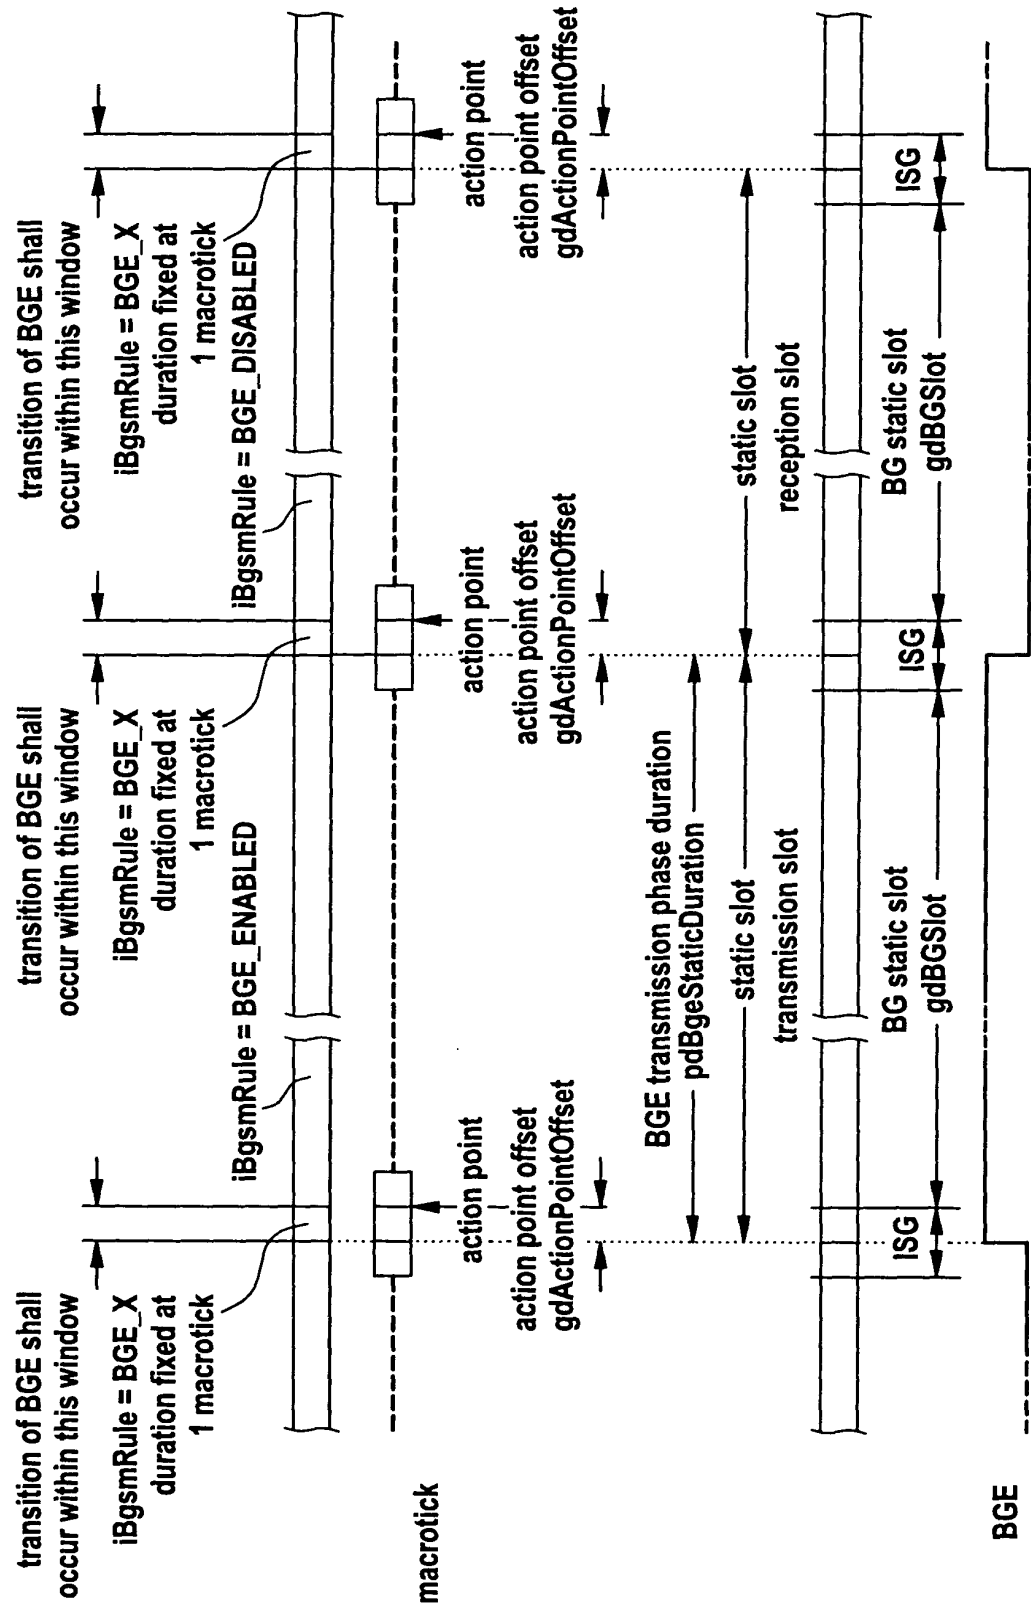 transition of BGE shall
occur within this window
iBgsmRule = BGE_X
duration fixed at
1 macrotick
transition of BGE shall
occur within this window
iBgsmRule = BGE_X
duration fixed at
1 macrotick
transition of BGE shall
occur within this window
iBgsmRule = BGE_X
duration fixed at
1 macrotick
iBgsmRule = BGE_ENABLED
iBgsmRule = BGE_DISABLED
macrotick
action point
action point offset
gdActionPointOffset
action point
action point offset
gdActionPointOffset
action point
action point offset
gdActionPointOffset
BGE transmission phase duration
pdBgeStaticDuration
static slot
transmission slot
static slot
reception slot
ISG
BG static slot
gdBGSlot
ISG
BG static slot
gdBGSlot
ISG
BGE